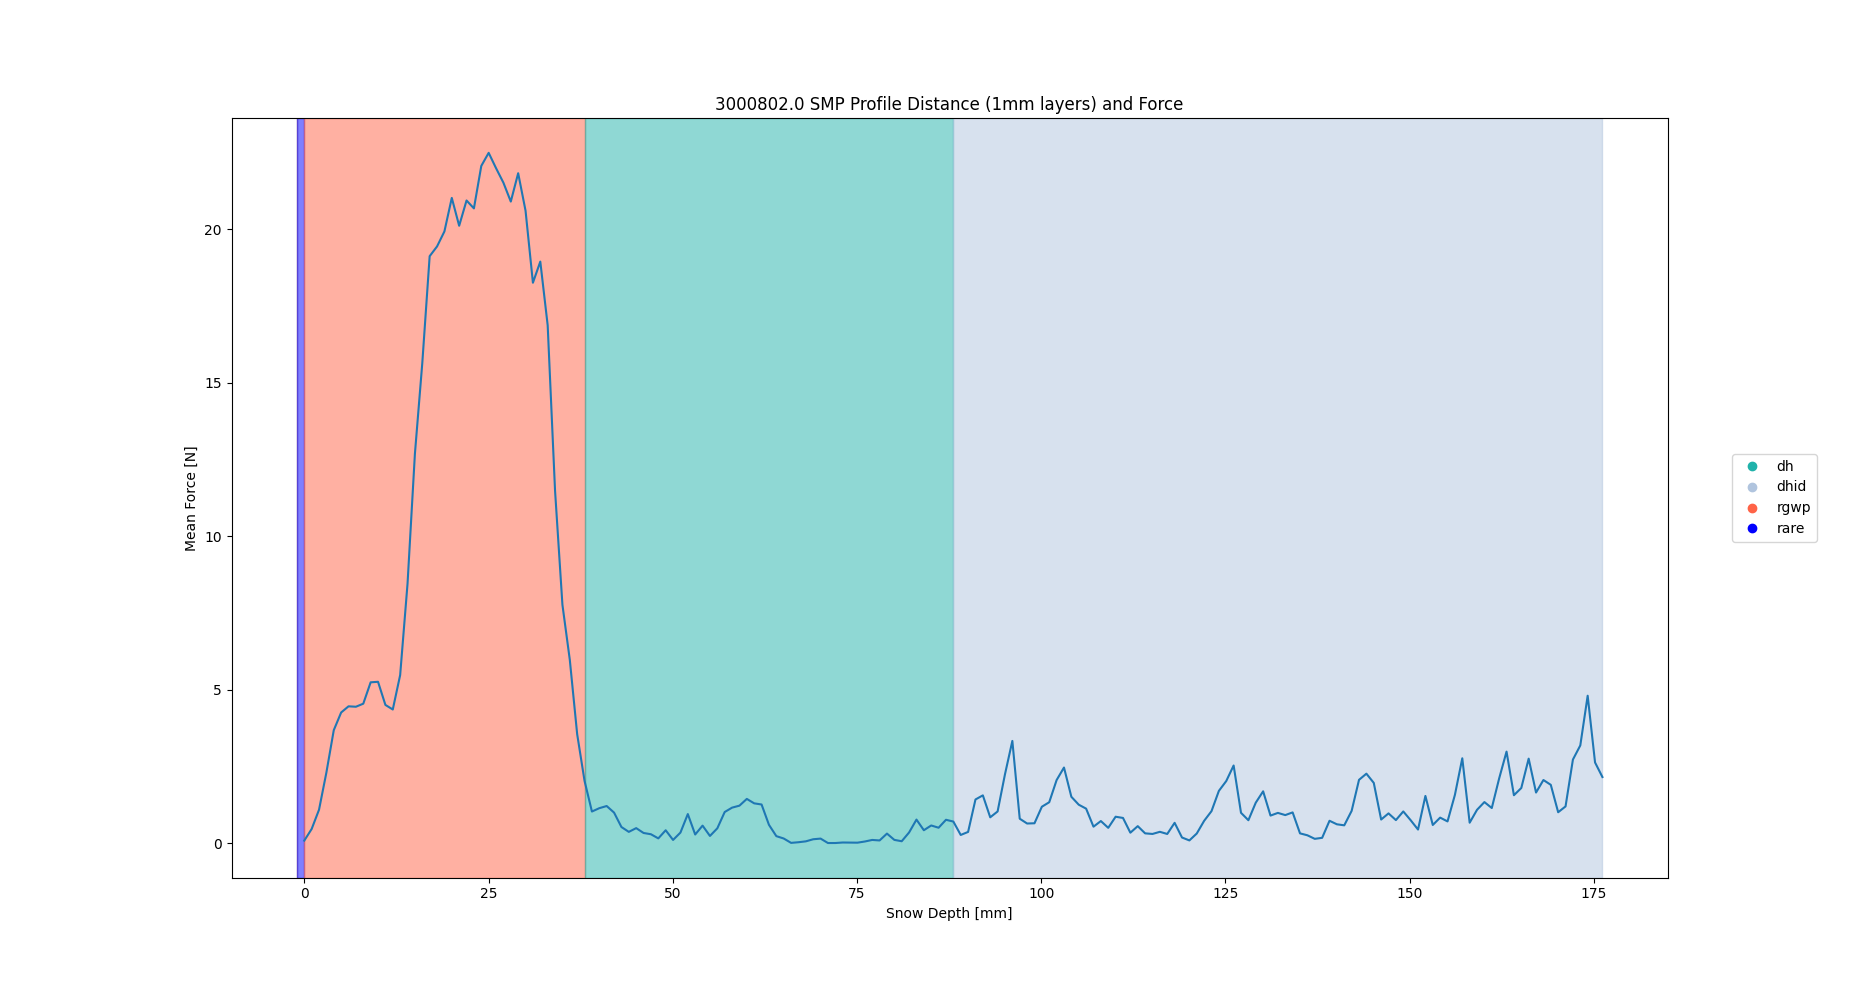 3000802.0 SMP Profile Distance (1mm layers) and Force
Mean Force [N]
20
15
10
5
0
0 25 50 75 100 125 150 175
Snow Depth [mm]
dh
dhid
rgwp
rare